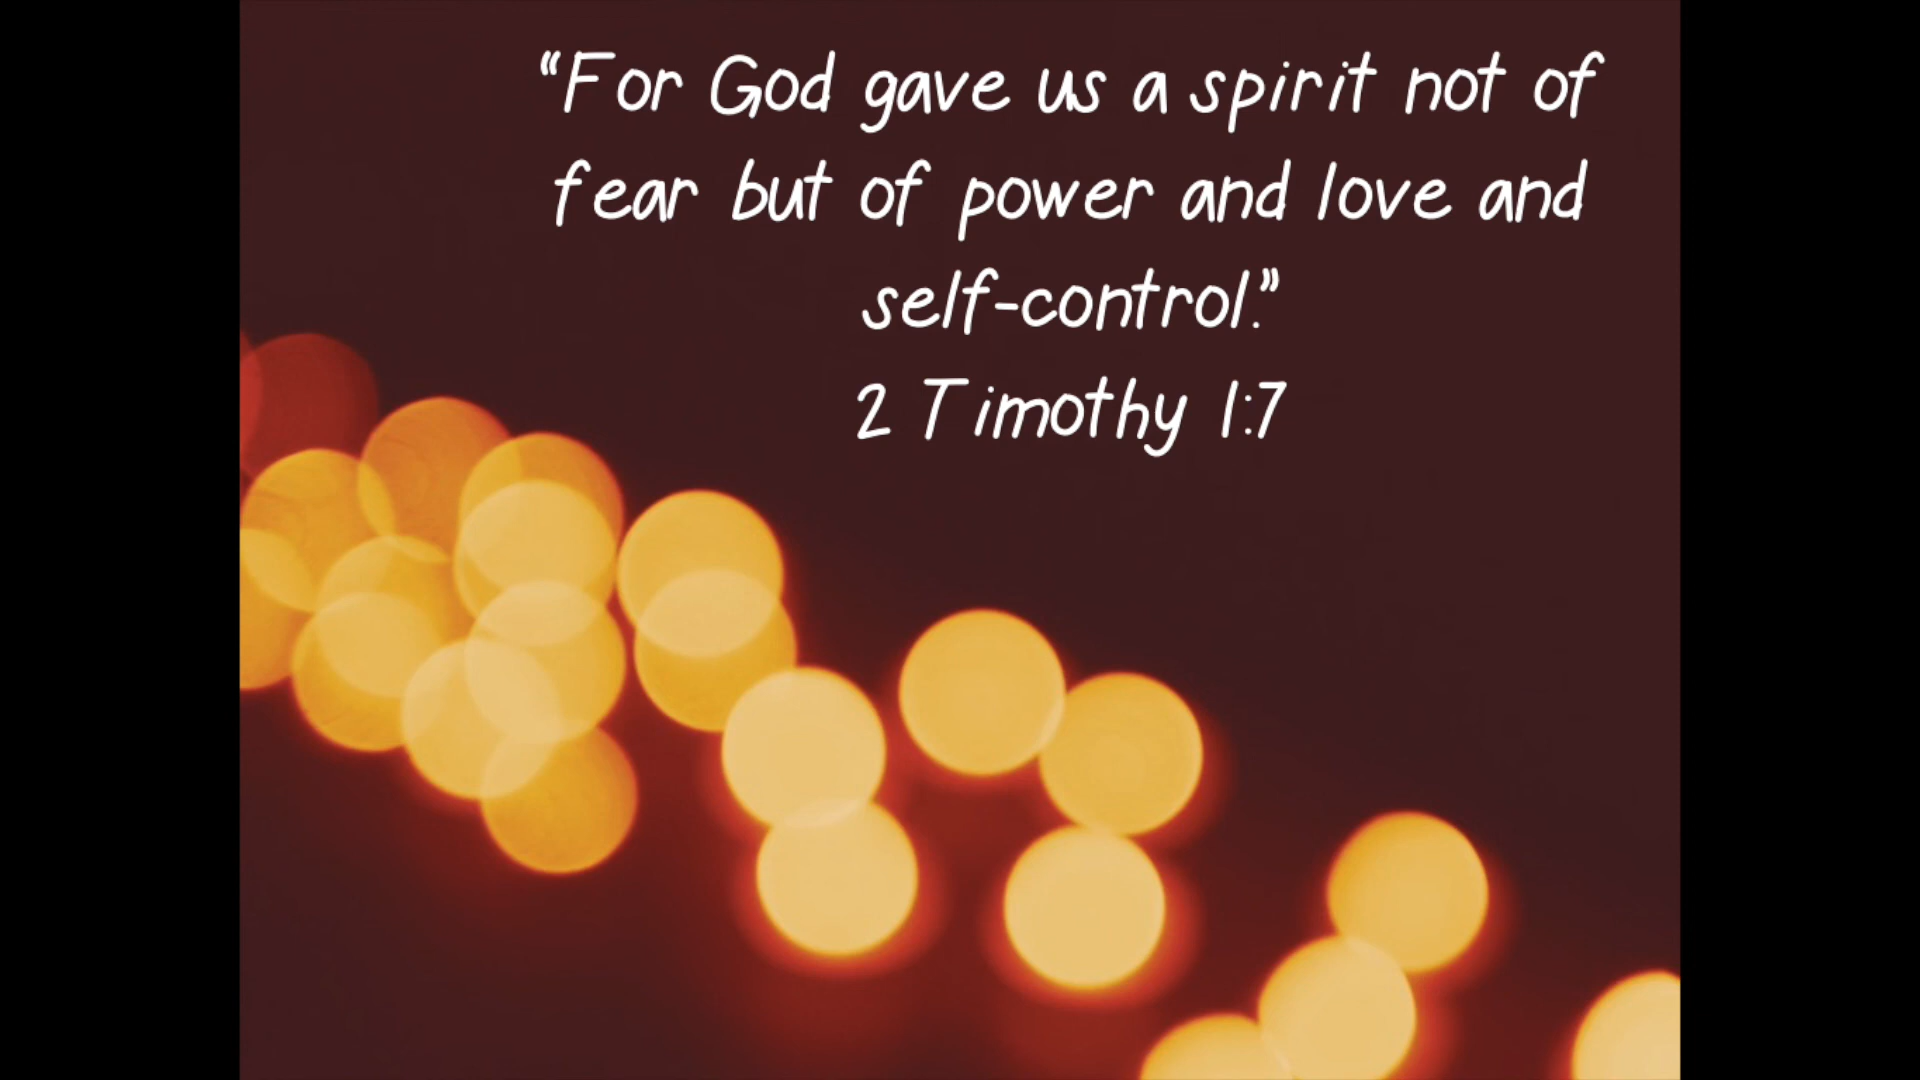 “For God gave us a spirit not of
fear but of power and love and
self-control.”
2 Timothy 1:7